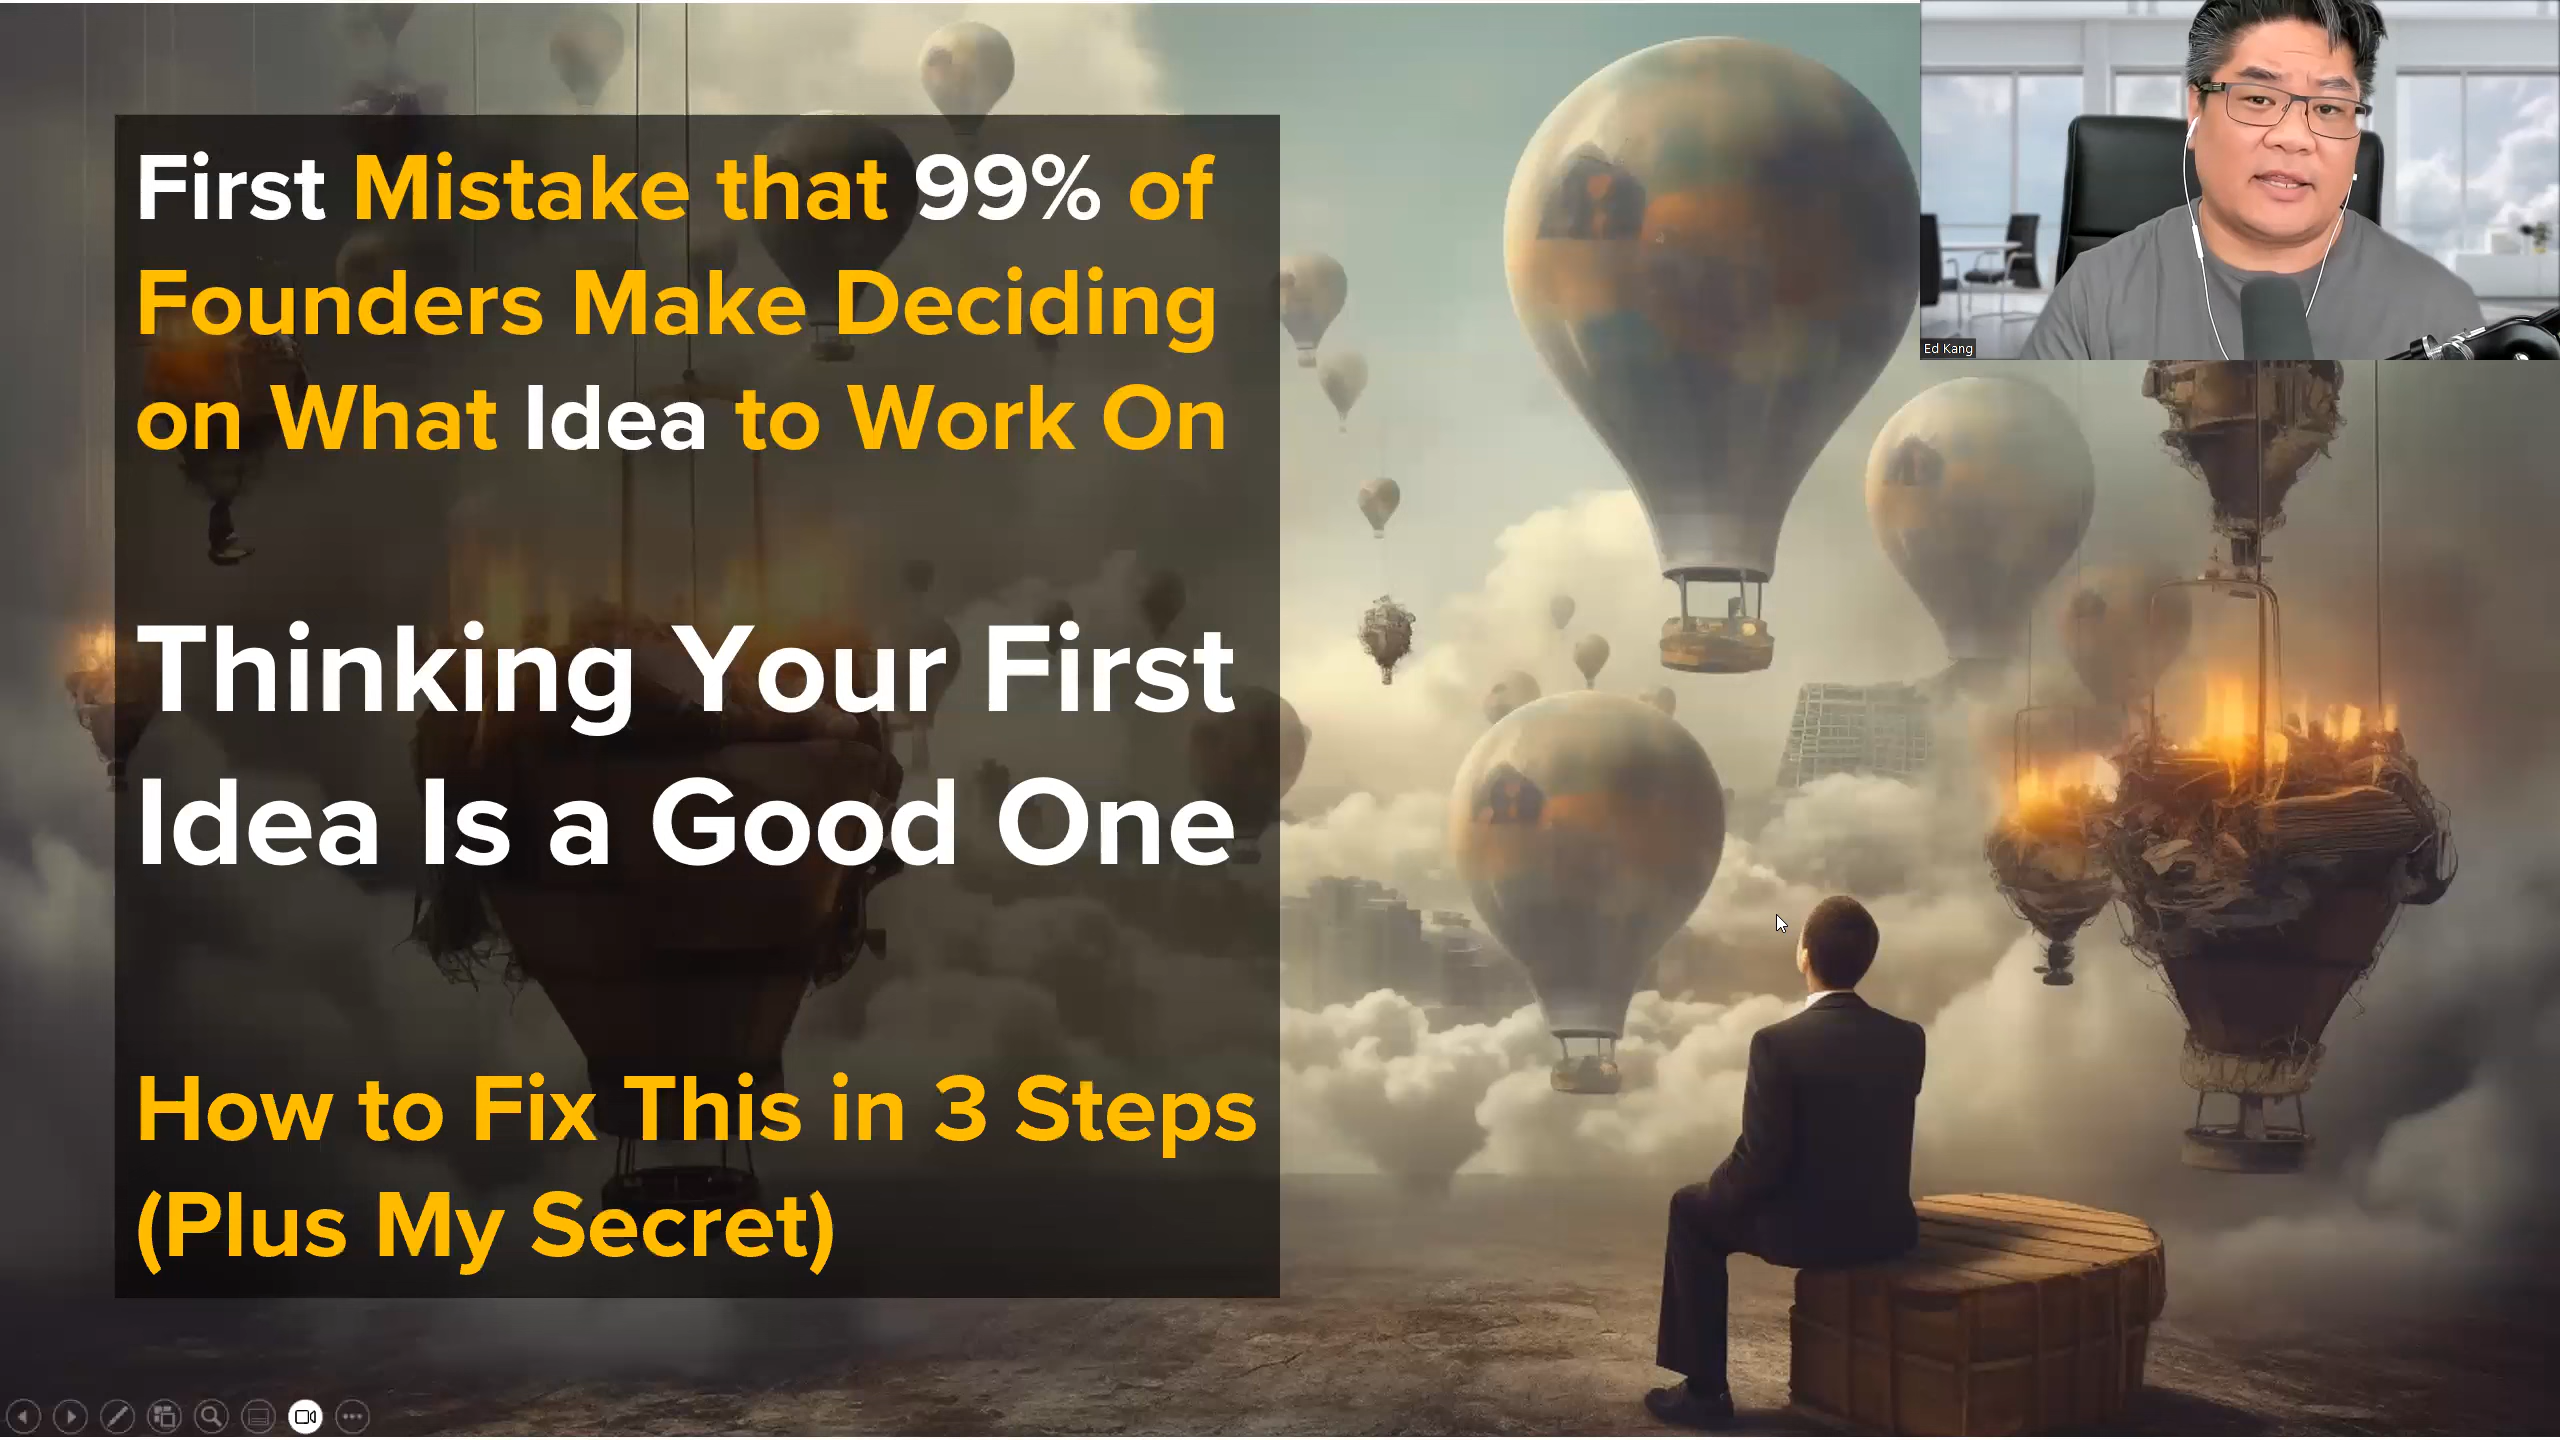 First Mistake that 99% of
Founders Make Deciding
on What Idea to Work On
Thinking Your First
Idea Is a Good One
How to Fix This in 3 Steps
(Plus My Secret)
Ed Kang